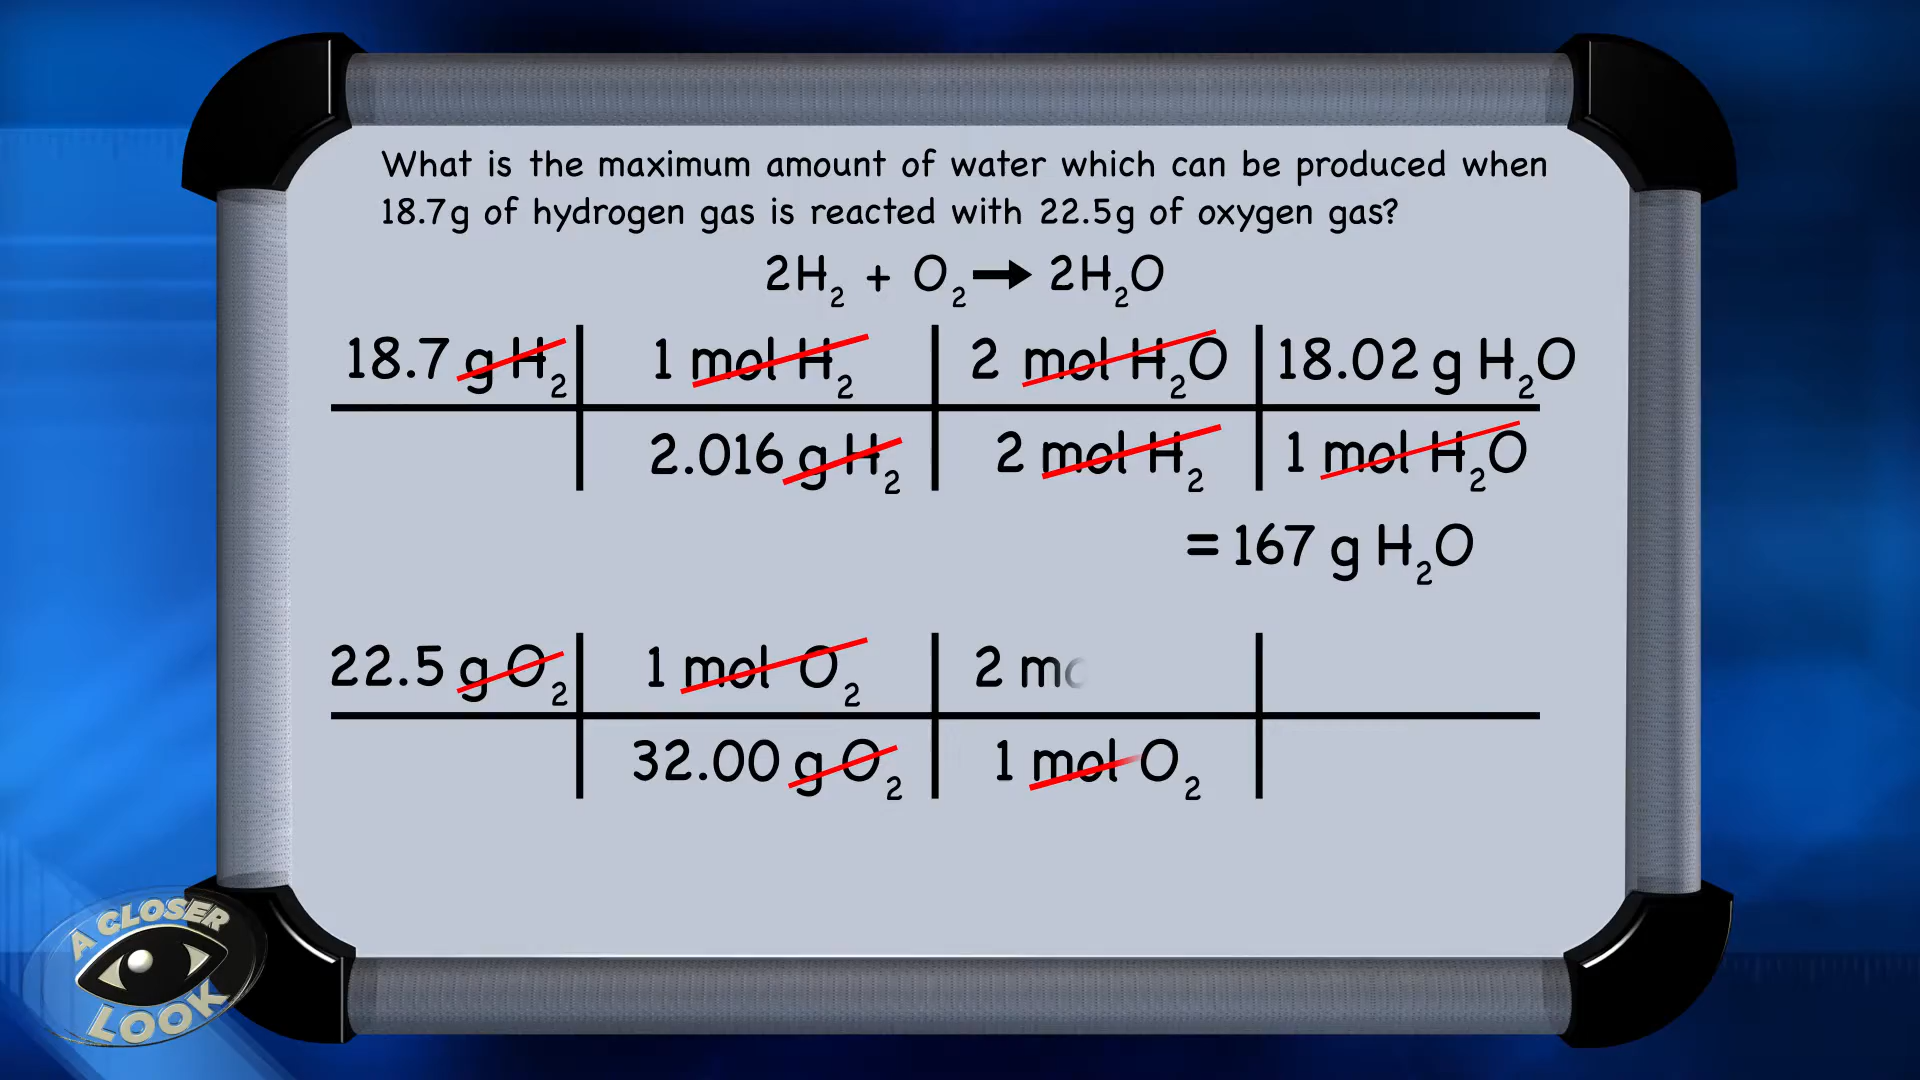 What is the maximum amount of water which can be produced when
18.7g of hydrogen gas is reacted with 22.5g of oxygen gas?
2H₂ + O₂ → 2H₂O
18.7 g H₂ 1 mol H₂ 2 mol H₂O 18.02 g H₂O
2.016 g H₂ 2 mol H₂ 1 mol H₂O
= 167 g H₂O
22.5 g O₂ 1 mol O₂ 2 m
32.00 g O₂ 1 mol O₂
A CLOSER
LOOK